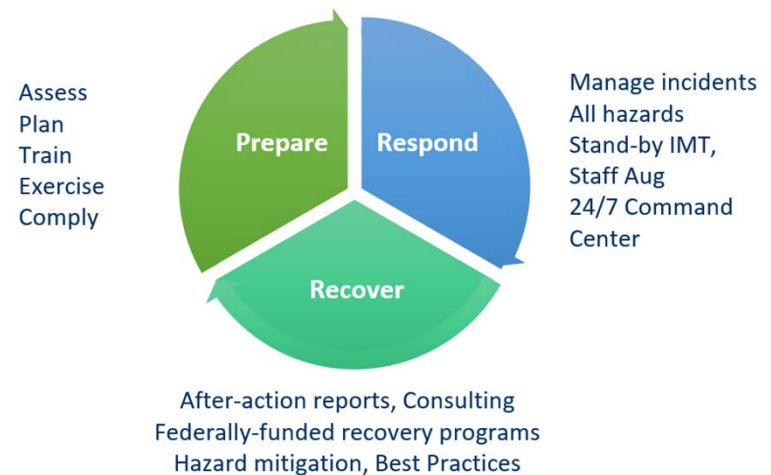 Assess
Plan
Train
Exercise
Comply
Prepare
Respond
Manage incidents
All hazards
Stand-by IMT,
Staff Aug
24/7 Command
Center
Recover
After-action reports, Consulting
Federally-funded recovery programs
Hazard mitigation, Best Practices